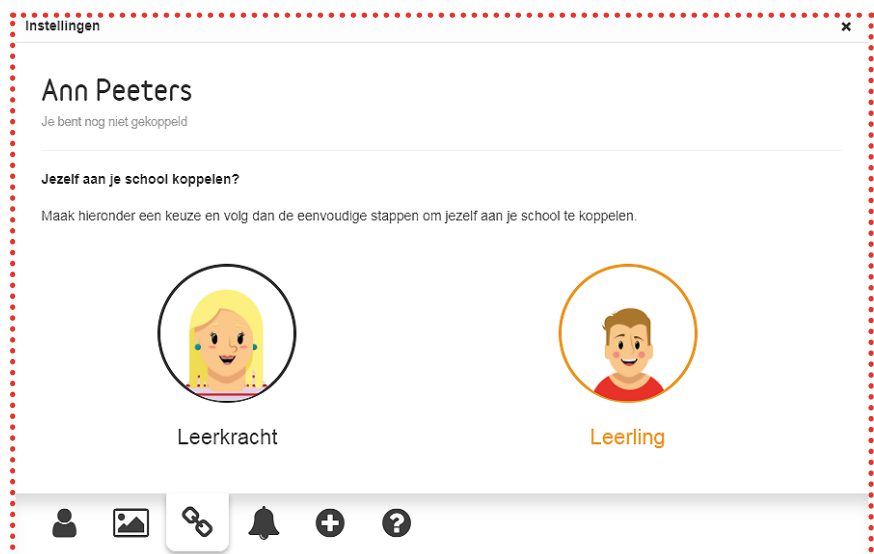 Instellingen
Ann Peeters
Je bent nog niet gekoppeld
Jezelf aan je school koppelen?
Maak hieronder een keuze en volg dan de eenvoudige stappen om jezelf aan je school te koppelen.
Leerkracht
Leerling